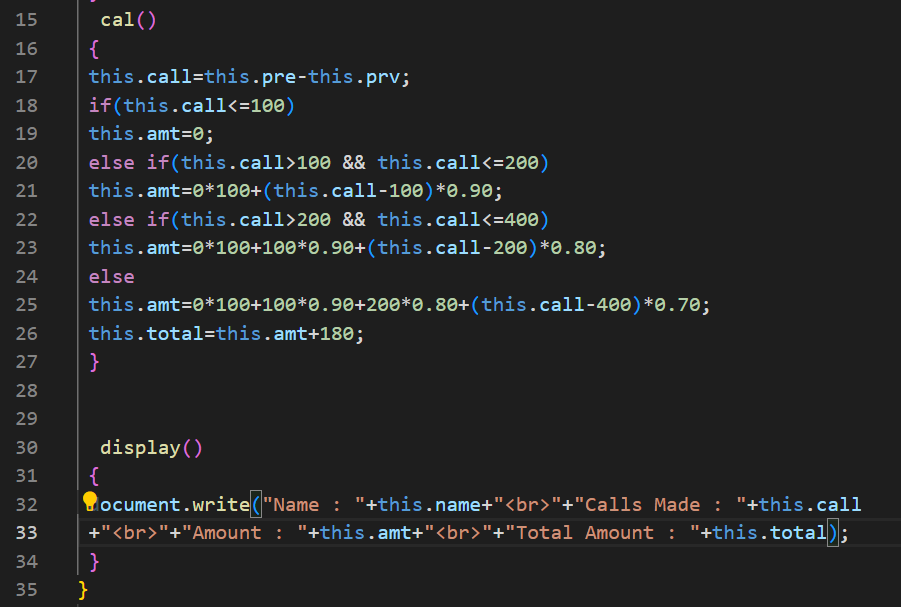 15 cal()
16 {
17 this.call=this.pre-this.prv;
18 if(this.call<=100)
19 this.amt=0;
20 else if(this.call>100 && this.call<=200)
21 this.amt=0*100+(this.call-100)*0.90;
22 else if(this.call>200 && this.call<=400)
23 this.amt=0*100+100*0.90+(this.call-200)*0.80;
24 else
25 this.amt=0*100+100*0.90+200*0.80+(this.call-400)*0.70;
26 this.total=this.amt+180;
27 }
28
29
30 display()
31 {
32 document.write("Name : "+this.name+"<br>"+"Calls Made : "+this.call
33 +"<br>"+"Amount : "+this.amt+"<br>"+"Total Amount : "+this.total);
34 }
35 }